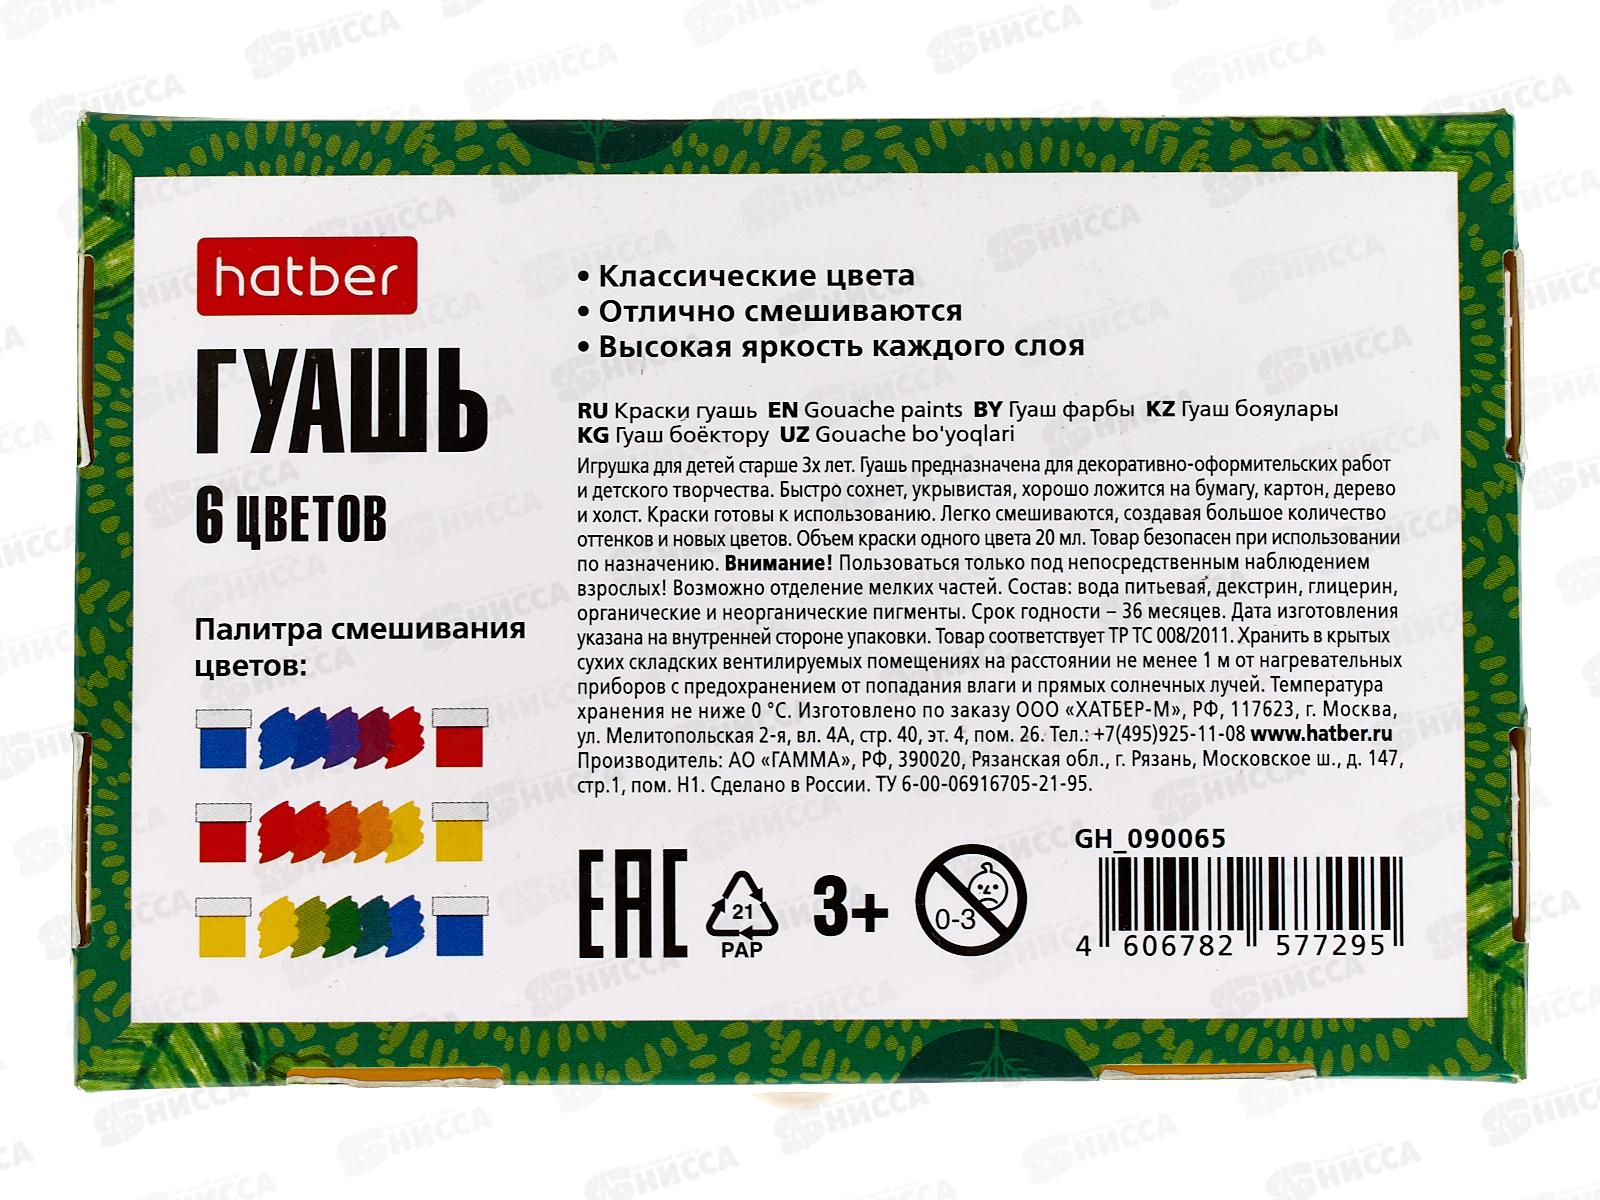 hatber
ГУАШЬ
6 ЦВЕТОВ
Палитра смешивания
цветов:
• Классические цвета
• Отлично смешиваются
• Высокая яркость каждого слоя
RU Краски гуашь EN Gouache paints BY Гуаш фарбы KZ Гуаш бояулары
KG Гуаш боёктору UZ Gouache bo'yoqlari
Игрушка для детей старше 3х лет. Гуашь предназначена для декоративно-оформительских работ
и детского творчества. Быстро сохнет, укрывистая, хорошо ложится на бумагу, картон, дерево
и холст. Краски готовы к использованию. Легко смешиваются, создавая большое количество
оттенков и новых цветов. Объем краски одного цвета 20 мл. Товар безопасен при использовании
по назначению. Внимание! Пользоваться только под непосредственным наблюдением
взрослых! Возможно отделение мелких частей. Состав: вода питьевая, декстрин, глицерин,
органические и неорганические пигменты. Срок годности – 36 месяцев. Дата изготовления
указана на внутренней стороне упаковки. Товар соответствует ТР ТС 008/2011. Хранить в крытых
сухих складских вентилируемых помещениях на расстоянии не менее 1 м от нагревательных
приборов с предохранением от попадания влаги и прямых солнечных лучей. Температура
хранения не ниже 0 °С. Изготовлено по заказу ООО «ХАТБЕР-М», РФ, 117623, г. Москва,
ул. Мелитопольская 2-я, вл. 4А, стр. 40, эт. 4, пом. 26. Тел.: +7(495)925-11-08 www.hatber.ru
Производитель: АО «ГАММА», РФ, 390020, Рязанская обл., г. Рязань, Московское ш., д. 147,
стр.1, пом. Н1. Сделано в России. ТУ 6-00-06916705-21-95.
EAC
21
PAP
3+
0-3
GH_090065
4 606782 577295
НИССА